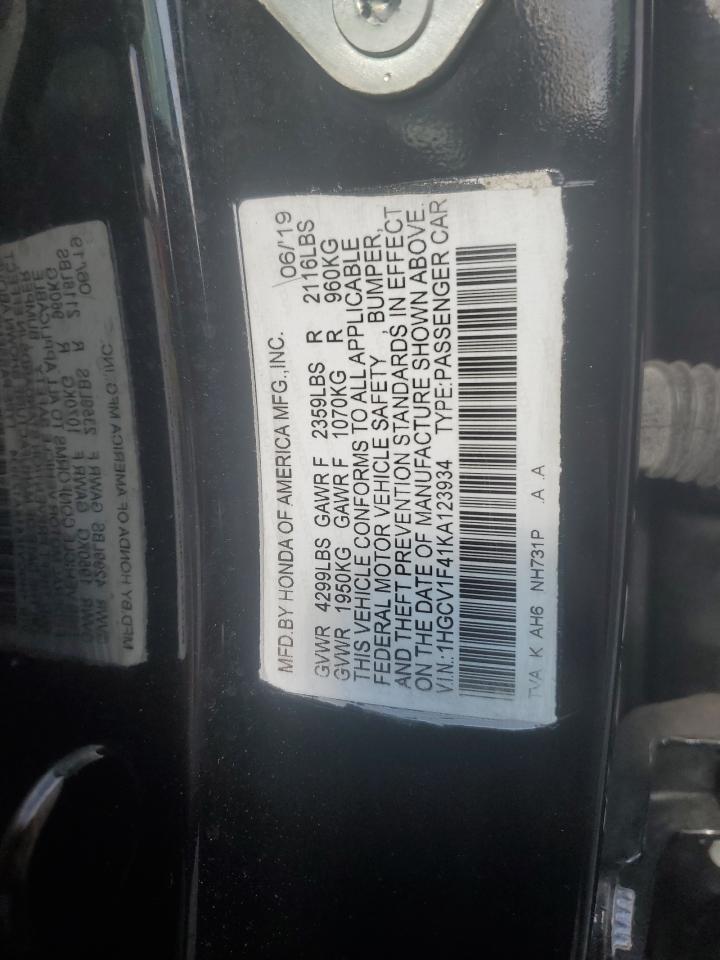 MFD.BY HONDA OF AMERICA MFG.,INC. 06/19
GVWR 4299LBS GAWR F 2359LBS R 2116LBS
GVWR 1950KG GAWR F 1070KG R 960KG
THIS VEHICLE CONFORMS TO ALL APPLICABLE
FEDERAL MOTOR VEHICLE SAFETY , BUMPER,
AND THEFT PREVENTION STANDARDS IN EFFECT
ON THE DATE OF MANUFACTURE SHOWN ABOVE.
V.I.N.:1HGCV1F41KA123934 TYPE:PASSENGER CAR
TVA K AH6 NH731P A .A